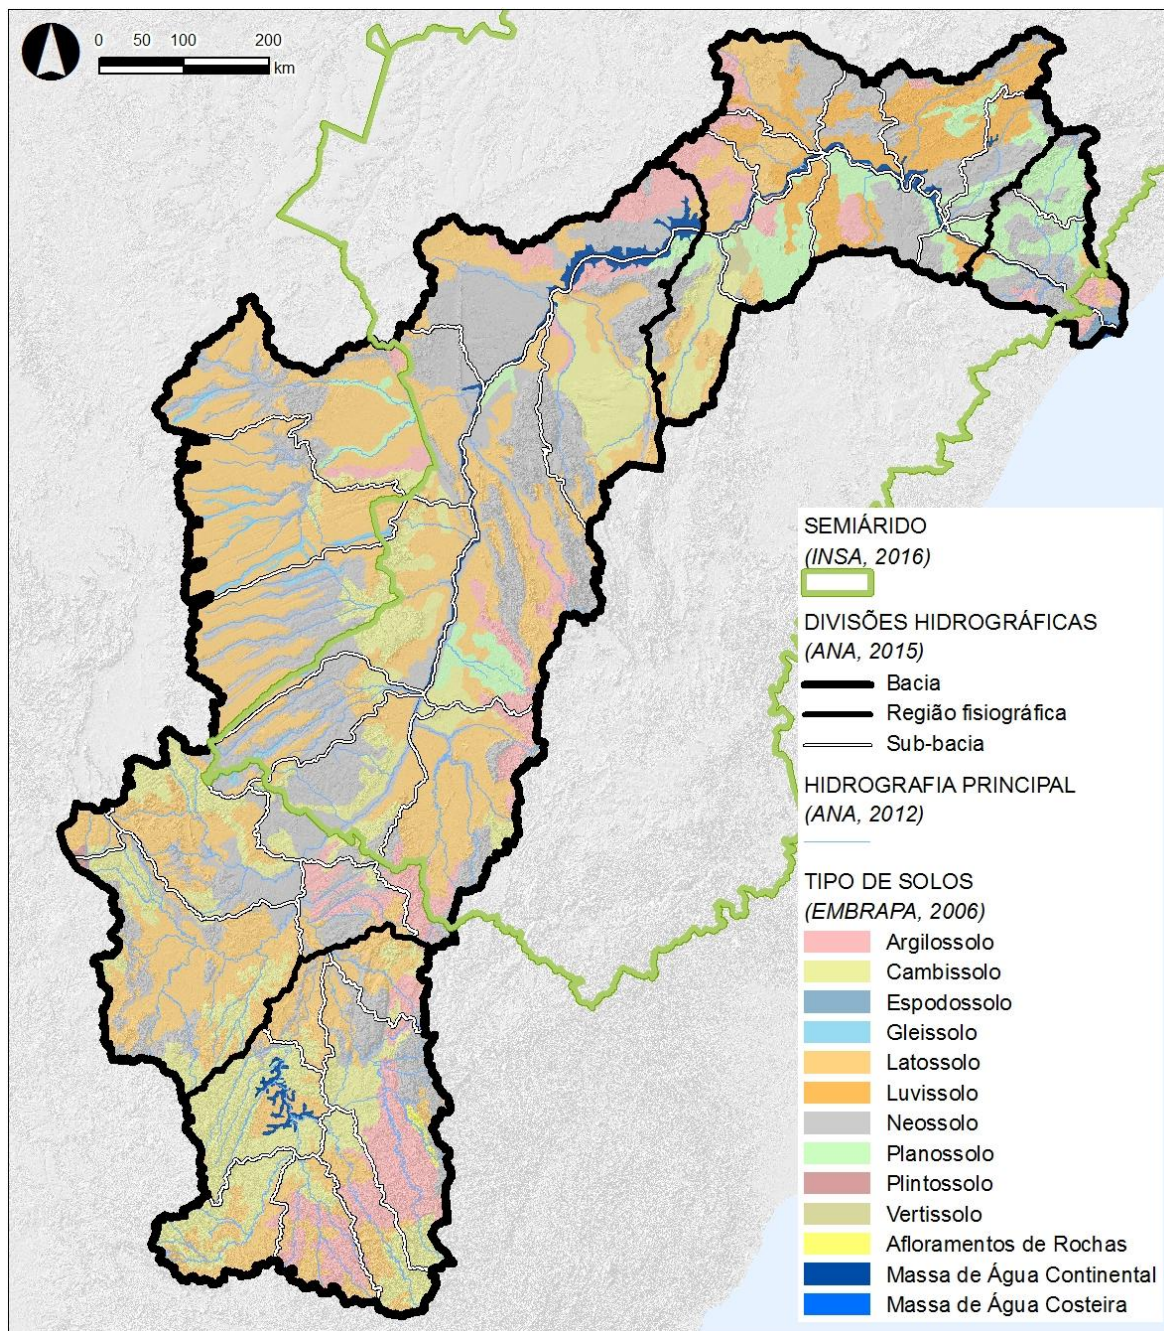 0 50 100 200
km
SEMIÁRIDO
(INSA, 2016)
DIVISÕES HIDROGRÁFICAS
(ANA, 2015)
Bacia
Região fisiográfica
Sub-bacia
HIDROGRAFIA PRINCIPAL
(ANA, 2012)
TIPO DE SOLOS
(EMBRAPA, 2006)
Argilossolo
Cambissolo
Espodossolo
Gleissolo
Latossolo
Luvissolo
Neossolo
Planossolo
Plintossolo
Vertissolo
Afloramentos de Rochas
Massa de Água Continental
Massa de Água Costeira